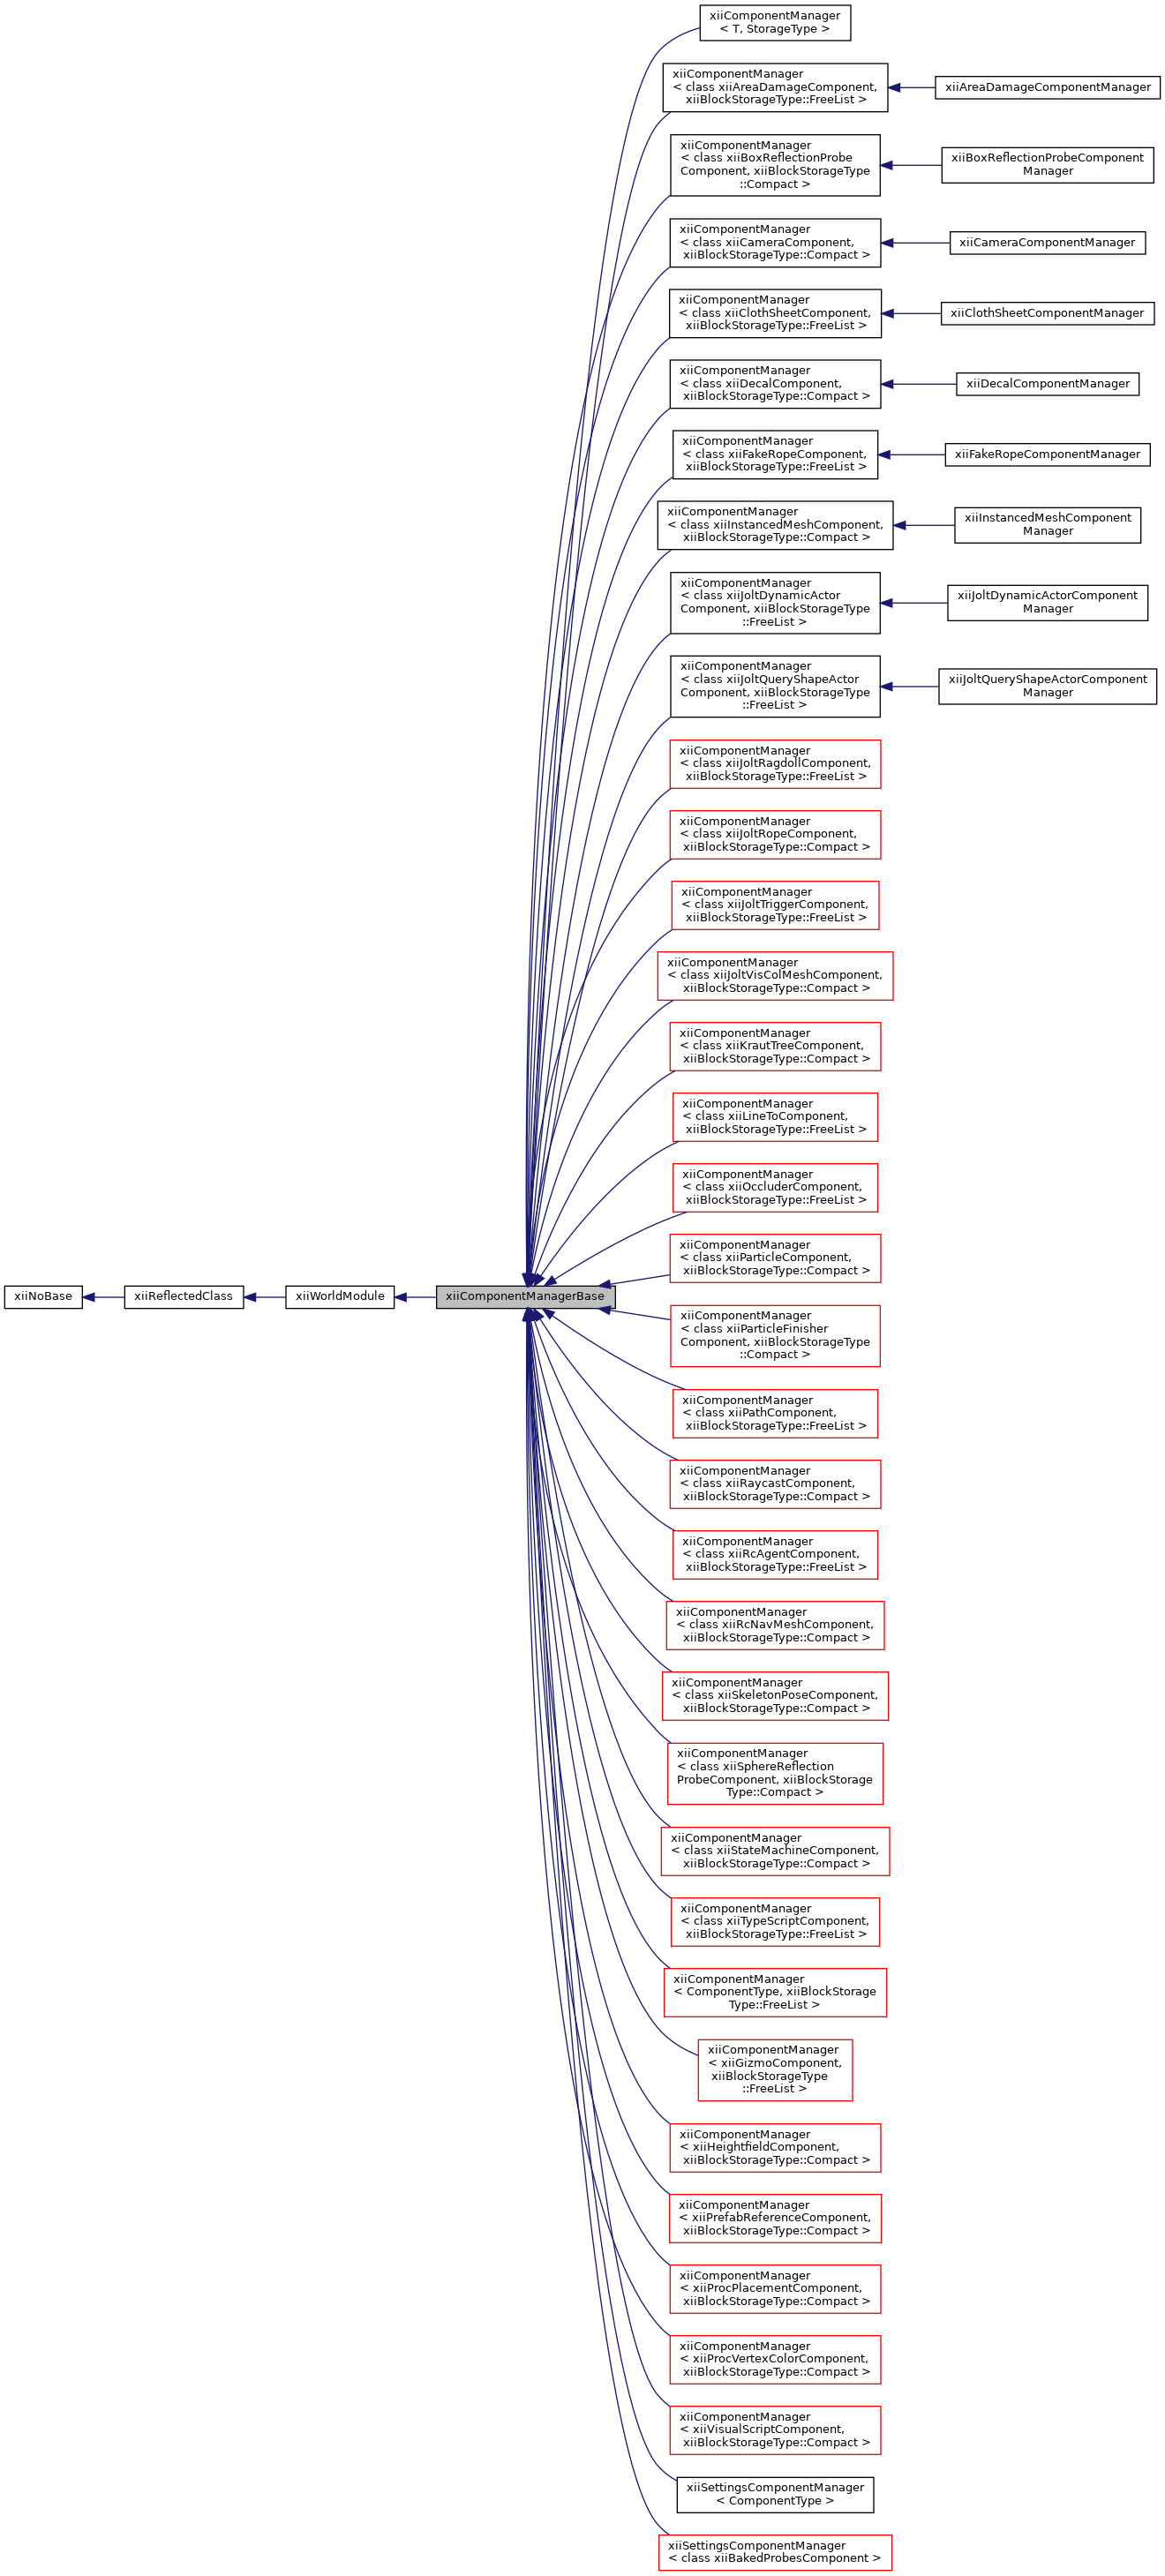 xiiComponentManager
< T, StorageType >
xiiComponentManager
< class xiiAreaDamageComponent,
xiiBlockStorageType::FreeList >
xiiAreaDamageComponentManager
xiiComponentManager
< class xiiBoxReflectionProbe
Component, xiiBlockStorageType
::Compact >
xiiBoxReflectionProbeComponent
Manager
xiiComponentManager
< class xiiCameraComponent,
xiiBlockStorageType::Compact >
xiiCameraComponentManager
xiiComponentManager
< class xiiClothSheetComponent,
xiiBlockStorageType::FreeList >
xiiClothSheetComponentManager
xiiComponentManager
< class xiiDecalComponent,
xiiBlockStorageType::Compact >
xiiDecalComponentManager
xiiComponentManager
< class xiiFakeRopeComponent,
xiiBlockStorageType::FreeList >
xiiFakeRopeComponentManager
xiiComponentManager
< class xiiInstancedMeshComponent,
xiiBlockStorageType::Compact >
xiiInstancedMeshComponent
Manager
xiiComponentManager
< class xiiJoltDynamicActor
Component, xiiBlockStorageType
::FreeList >
xiiJoltDynamicActorComponent
Manager
xiiComponentManager
< class xiiJoltQueryShapeActor
Component, xiiBlockStorageType
::FreeList >
xiiJoltQueryShapeActorComponent
Manager
xiiComponentManager
< class xiiJoltRagdollComponent,
xiiBlockStorageType::FreeList >
xiiComponentManager
< class xiiJoltRopeComponent,
xiiBlockStorageType::Compact >
xiiComponentManager
< class xiiJoltTriggerComponent,
xiiBlockStorageType::FreeList >
xiiComponentManager
< class xiiJoltVisColMeshComponent,
xiiBlockStorageType::Compact >
xiiComponentManager
< class xiiKrautTreeComponent,
xiiBlockStorageType::Compact >
xiiComponentManager
< class xiiLineToComponent,
xiiBlockStorageType::FreeList >
xiiComponentManager
< class xiiOccluderComponent,
xiiBlockStorageType::FreeList >
xiiComponentManager
< class xiiParticleComponent,
xiiBlockStorageType::Compact >
xiiNoBase
xiiReflectedClass
xiiWorldModule
xiiComponentManagerBase
xiiComponentManager
< class xiiParticleFinisher
Component, xiiBlockStorageType
::Compact >
xiiComponentManager
< class xiiPathComponent,
xiiBlockStorageType::FreeList >
xiiComponentManager
< class xiiRaycastComponent,
xiiBlockStorageType::Compact >
xiiComponentManager
< class xiiRcAgentComponent,
xiiBlockStorageType::FreeList >
xiiComponentManager
< class xiiRcNavMeshComponent,
xiiBlockStorageType::Compact >
xiiComponentManager
< class xiiSkeletonPoseComponent,
xiiBlockStorageType::Compact >
xiiComponentManager
< class xiiSphereReflection
ProbeComponent, xiiBlockStorage
Type::Compact >
xiiComponentManager
< class xiiStateMachineComponent,
xiiBlockStorageType::Compact >
xiiComponentManager
< class xiiTypeScriptComponent,
xiiBlockStorageType::FreeList >
xiiComponentManager
< ComponentType, xiiBlockStorage
Type::FreeList >
xiiComponentManager
< xiiGizmoComponent,
xiiBlockStorageType
::FreeList >
xiiComponentManager
< xiiHeightfieldComponent,
xiiBlockStorageType::Compact >
xiiComponentManager
< xiiPrefabReferenceComponent,
xiiBlockStorageType::Compact >
xiiComponentManager
< xiiProcPlacementComponent,
xiiBlockStorageType::Compact >
xiiComponentManager
< xiiProcVertexColorComponent,
xiiBlockStorageType::Compact >
xiiComponentManager
< xiiVisualScriptComponent,
xiiBlockStorageType::Compact >
xiiSettingsComponentManager
< ComponentType >
xiiSettingsComponentManager
< class xiiBakedProbesComponent >